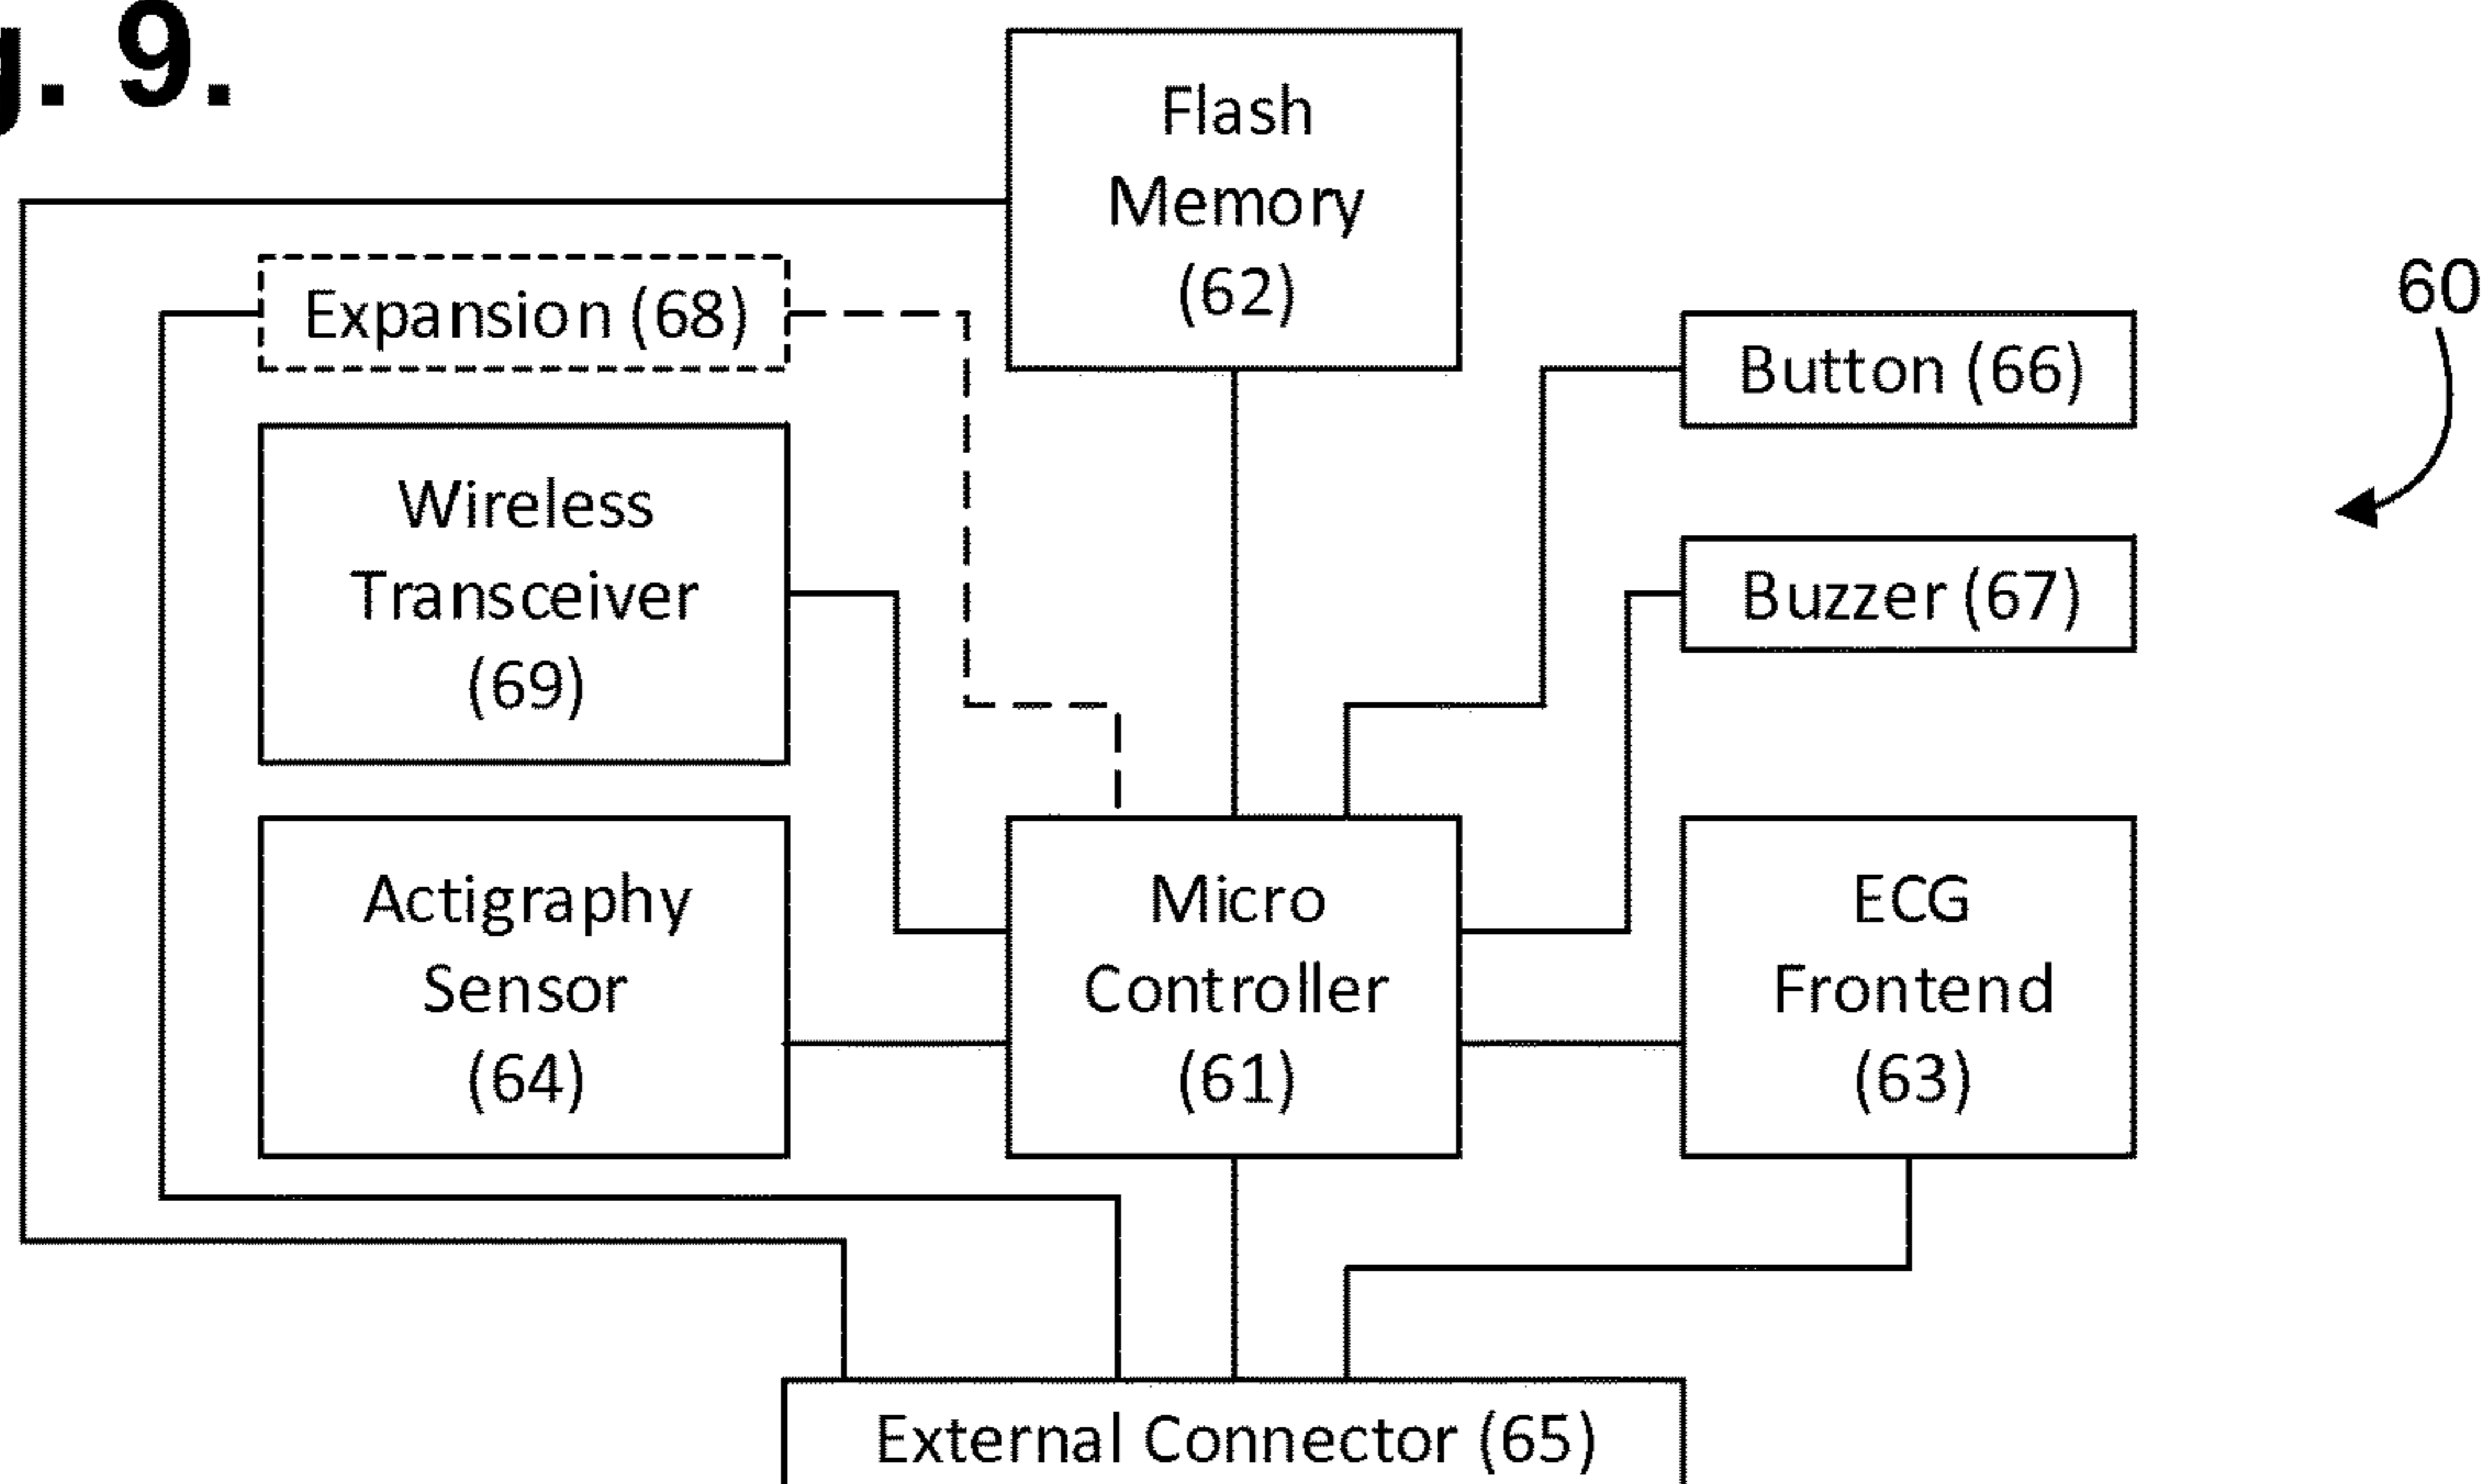 g. 9.
Flash
Memory
(62)
Expansion (68)
60
Button (66)
Wireless
Transceiver
(69)
Buzzer (67)
Actigraphy
Sensor
(64)
Micro
Controller
(61)
ECG
Frontend
(63)
External Connector (65)